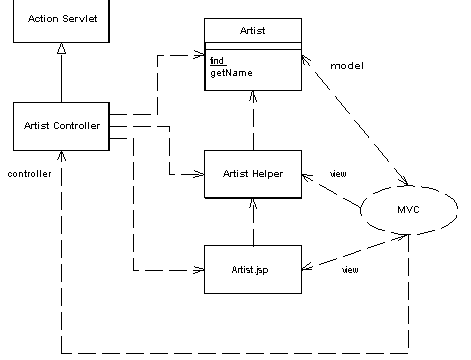 Action Servlet
Artist
find
getName
model
Artist Controller
controller
Artist Helper
view
MVC
Artist.jsp
view